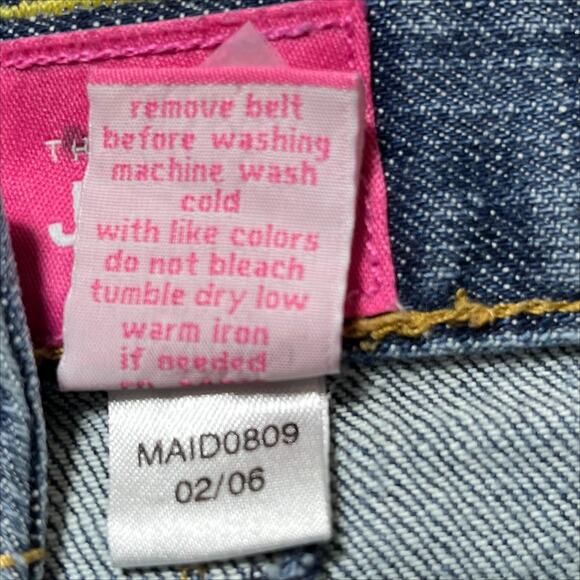 TH
J
remove belt
before washing
machine wash
cold
with like colors
do not bleach
tumble dry low
warm iron
if needed
MAID0809
02/06